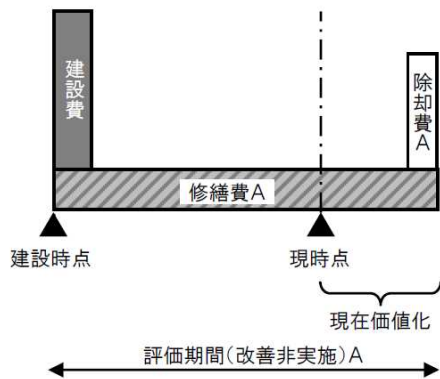 建設費
除却費A
修繕費A
建設時点
現時点
現在価値化
評価期間(改善非実施)A